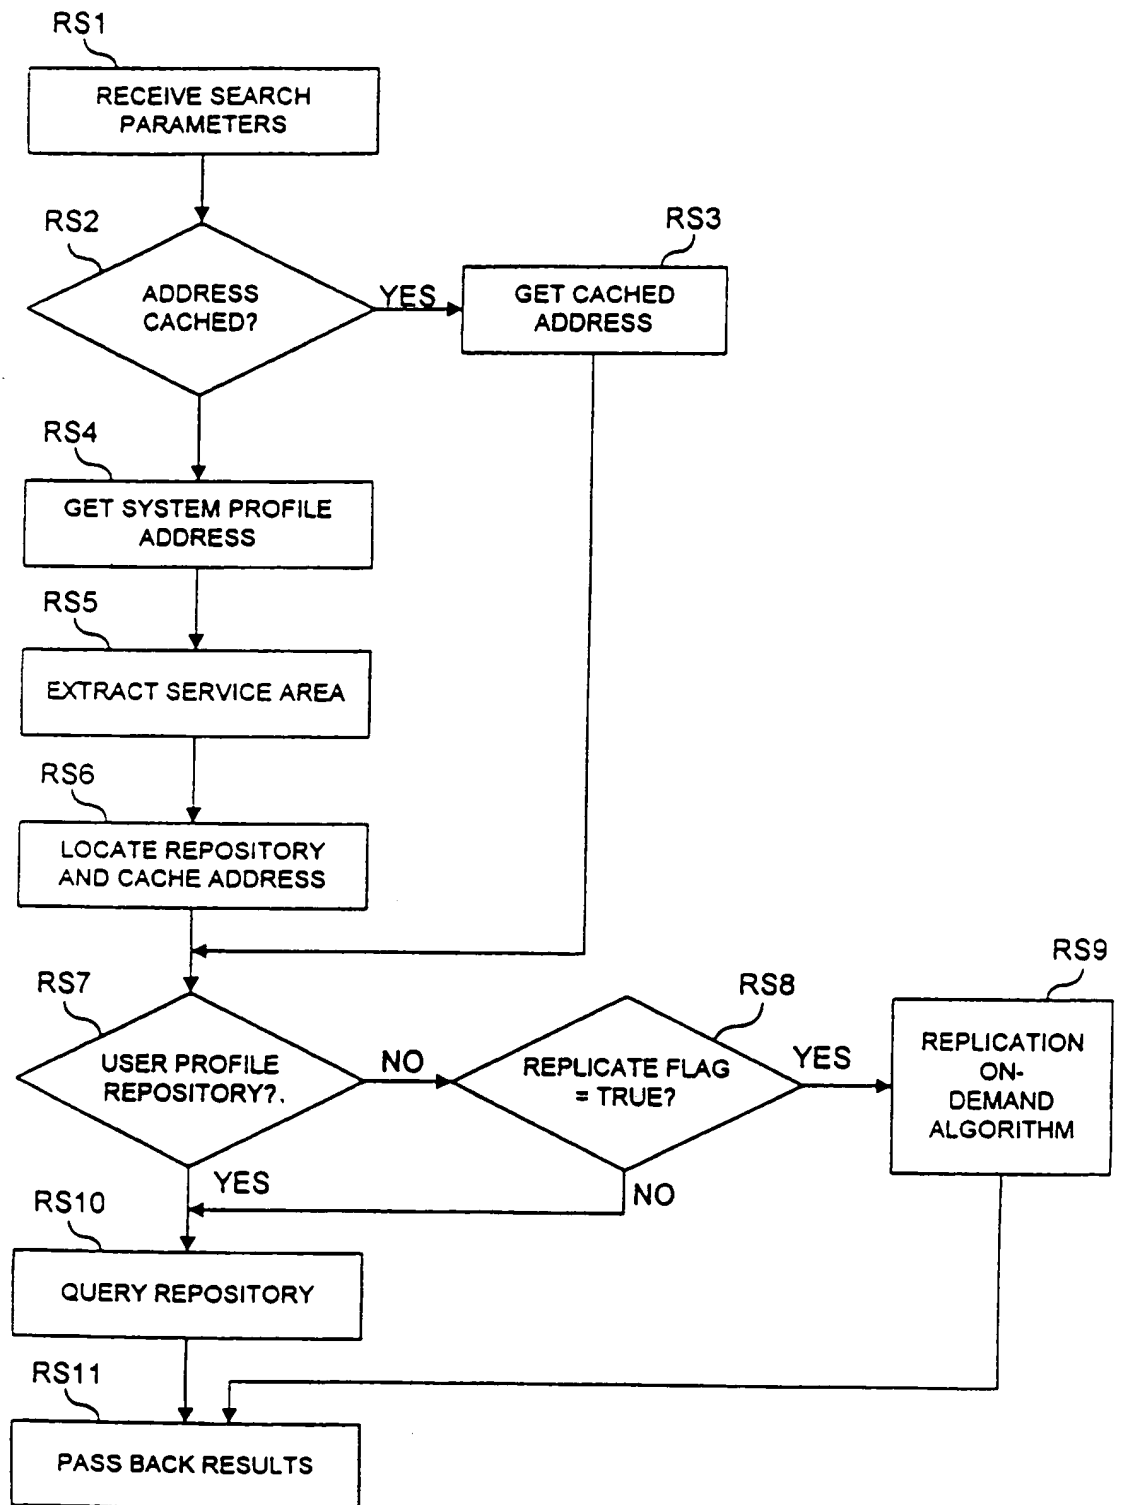 RS1
RECEIVE SEARCH
PARAMETERS
RS2
ADDRESS
CACHED?
YES
RS3
GET CACHED
ADDRESS
RS4
GET SYSTEM PROFILE
ADDRESS
RS5
EXTRACT SERVICE AREA
RS6
LOCATE REPOSITORY
AND CACHE ADDRESS
RS7
USER PROFILE
REPOSITORY?.
NO
RS8
REPLICATE FLAG
= TRUE?
YES
RS9
REPLICATION
ON-
DEMAND
ALGORITHM
YES
NO
RS10
QUERY REPOSITORY
RS11
PASS BACK RESULTS